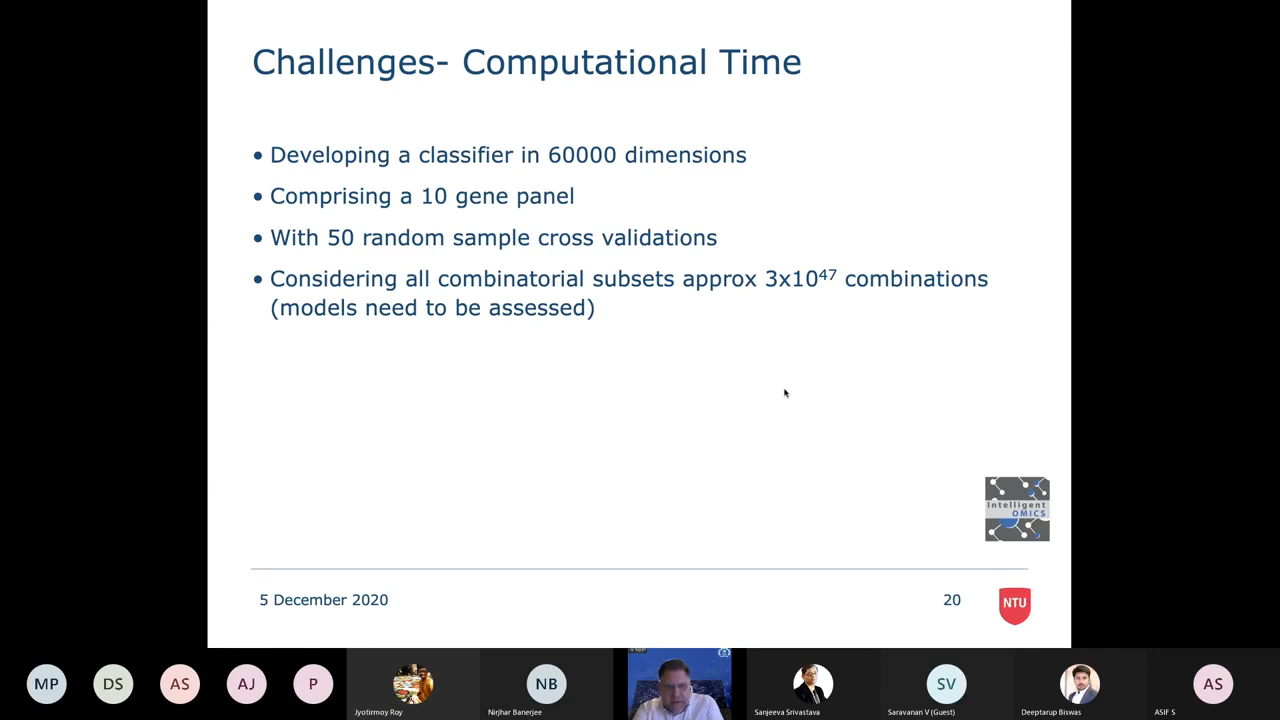 Challenges- Computational Time
• Developing a classifier in 60000 dimensions
• Comprising a 10 gene panel
• With 50 random sample cross validations
• Considering all combinatorial subsets approx 3x10⁴⁷ combinations
(models need to be assessed)
Intelligent
OMICS
5 December 2020
20
NTU
MP
DS
AS
AJ
P
NB
SV
AS
Jyotirmoy Roy
Nirjhar Banerjee
Sanjeeva Srivastava
Saravanan V (Guest)
Deeptarup Biswas
ASIF S